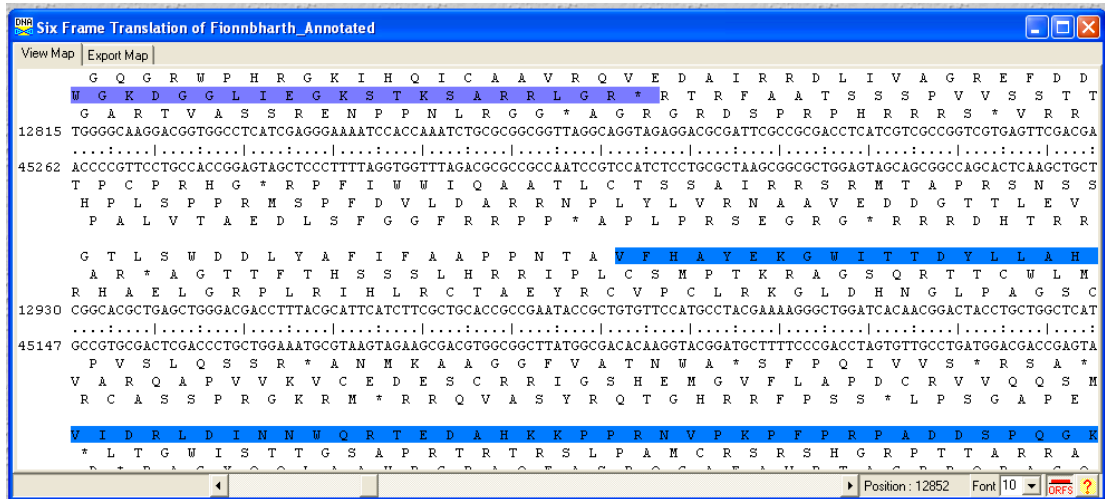 Six Frame Translation of Fionnbharth_Annotated
View Map Export Map
G Q G R W P H R G K I H Q I C A A V R Q V E D A I R R D L I V A G R E F D D
W G K D G G L I E G K S T K S A R R L G R * R T R F A A T S S S P V V S S T T
G A R T V A S S R E N P P N L R G G * A G R G R D S P R P H R R R S * V R R
12815 TGGGGCAAGGACGGTGGCCTCATCGAGGGAAAATCCACCAAATCTGCGCGGCGGTTAGGCAGGTAGAGGACGCGATTCGCCGCGACCTCATCGTCGCCGGTCGTGAGTTCGACGA
....:....|....:....|....:....|....:....|....:....|....:....|....:....|....:....|....:....|....:....|....:....|....:
45262 ACCCCGTTCCTGCCACCGGAGTAGCTCCCTTTTAGGTGGTTTAGACGCGCCGCCAATCCGTCCATCTCCTGCGCTAAGCGGCGCTGGAGTAGCAGCGGCCAGCACTCAAGCTGCT
T P C P R H G * R P F I W W I Q A A T L C T S S A I R R S R M T A P R S N S S
H P L S P P R M S P F D V L D A R R N P L Y L V R N A A V E D D G T T L E V
P A L V T A E D L S F G G F R R P P * A P L P R S E G R G * R R R D H T R R
G T L S W D D L Y A F I F A A P P N T A V F H A Y E K G W I T T D Y L L A H
A R * A G T T F T H S S S L H R R I P L C S M P T K R A G S Q R T T C W L M
R H A E L G R P L R I H L R C T A E Y R C V P C L R K G L D H N G L P A G S C
12930 CGGCACGCTGAGCTGGGACGACCTTTACGCATTCATCTTCGCTGCACCGCCGAATACCGCTGTGTTCCATGCCTACGAAAAGGGCTGGATCACAACGGACTACCTGCTGGCTCAT
....:....|....:....|....:....|....:....|....:....|....:....|....:....|....:....|....:....|....:....|....:....|....:
45147 GCCGTGCGACTCGACCCTGCTGGAAATGCGTAAGTAGAAGCGACGTGGCGGCTTATGGCGACACAAGGTACGGATGCTTTTCCCGACCTAGTGTTGCCTGATGGACGACCGAGTA
P V S L Q S S R * A N M K A A G G F V A T N W A * S F P Q I V V S * R S A *
V A R Q A P V V K V C E D E S C R R I G S H E M G V F L A P D C R V V Q Q S M
R C A S S P R G K R M * R R Q V A S Y R Q T G H R R F P S S * L P S G A P E
V I D R L D I N N W Q R T E D A H K K P P R N V P K P F P R P A D D S P Q G K
* L T G W I S T T G S A P R T R T R S L P A M C R S R S H G R P T T A R R A
Position : 12852 Font 10 ORFS ?